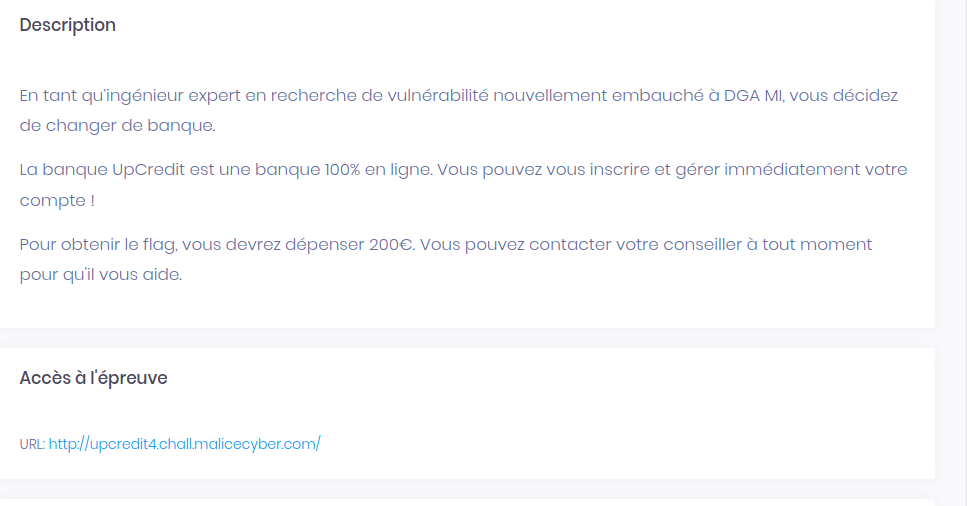 Description
En tant qu'ingénieur expert en recherche de vulnérabilité nouvellement embauché à DGA MI, vous décidez
de changer de banque.
La banque UpCredit est une banque 100% en ligne. Vous pouvez vous inscrire et gérer immédiatement votre
compte !
Pour obtenir le flag, vous devrez dépenser 200€. Vous pouvez contacter votre conseiller à tout moment
pour qu'il vous aide.
Accès à l'épreuve
URL: http://upcredit4.chall.malicecyber.com/